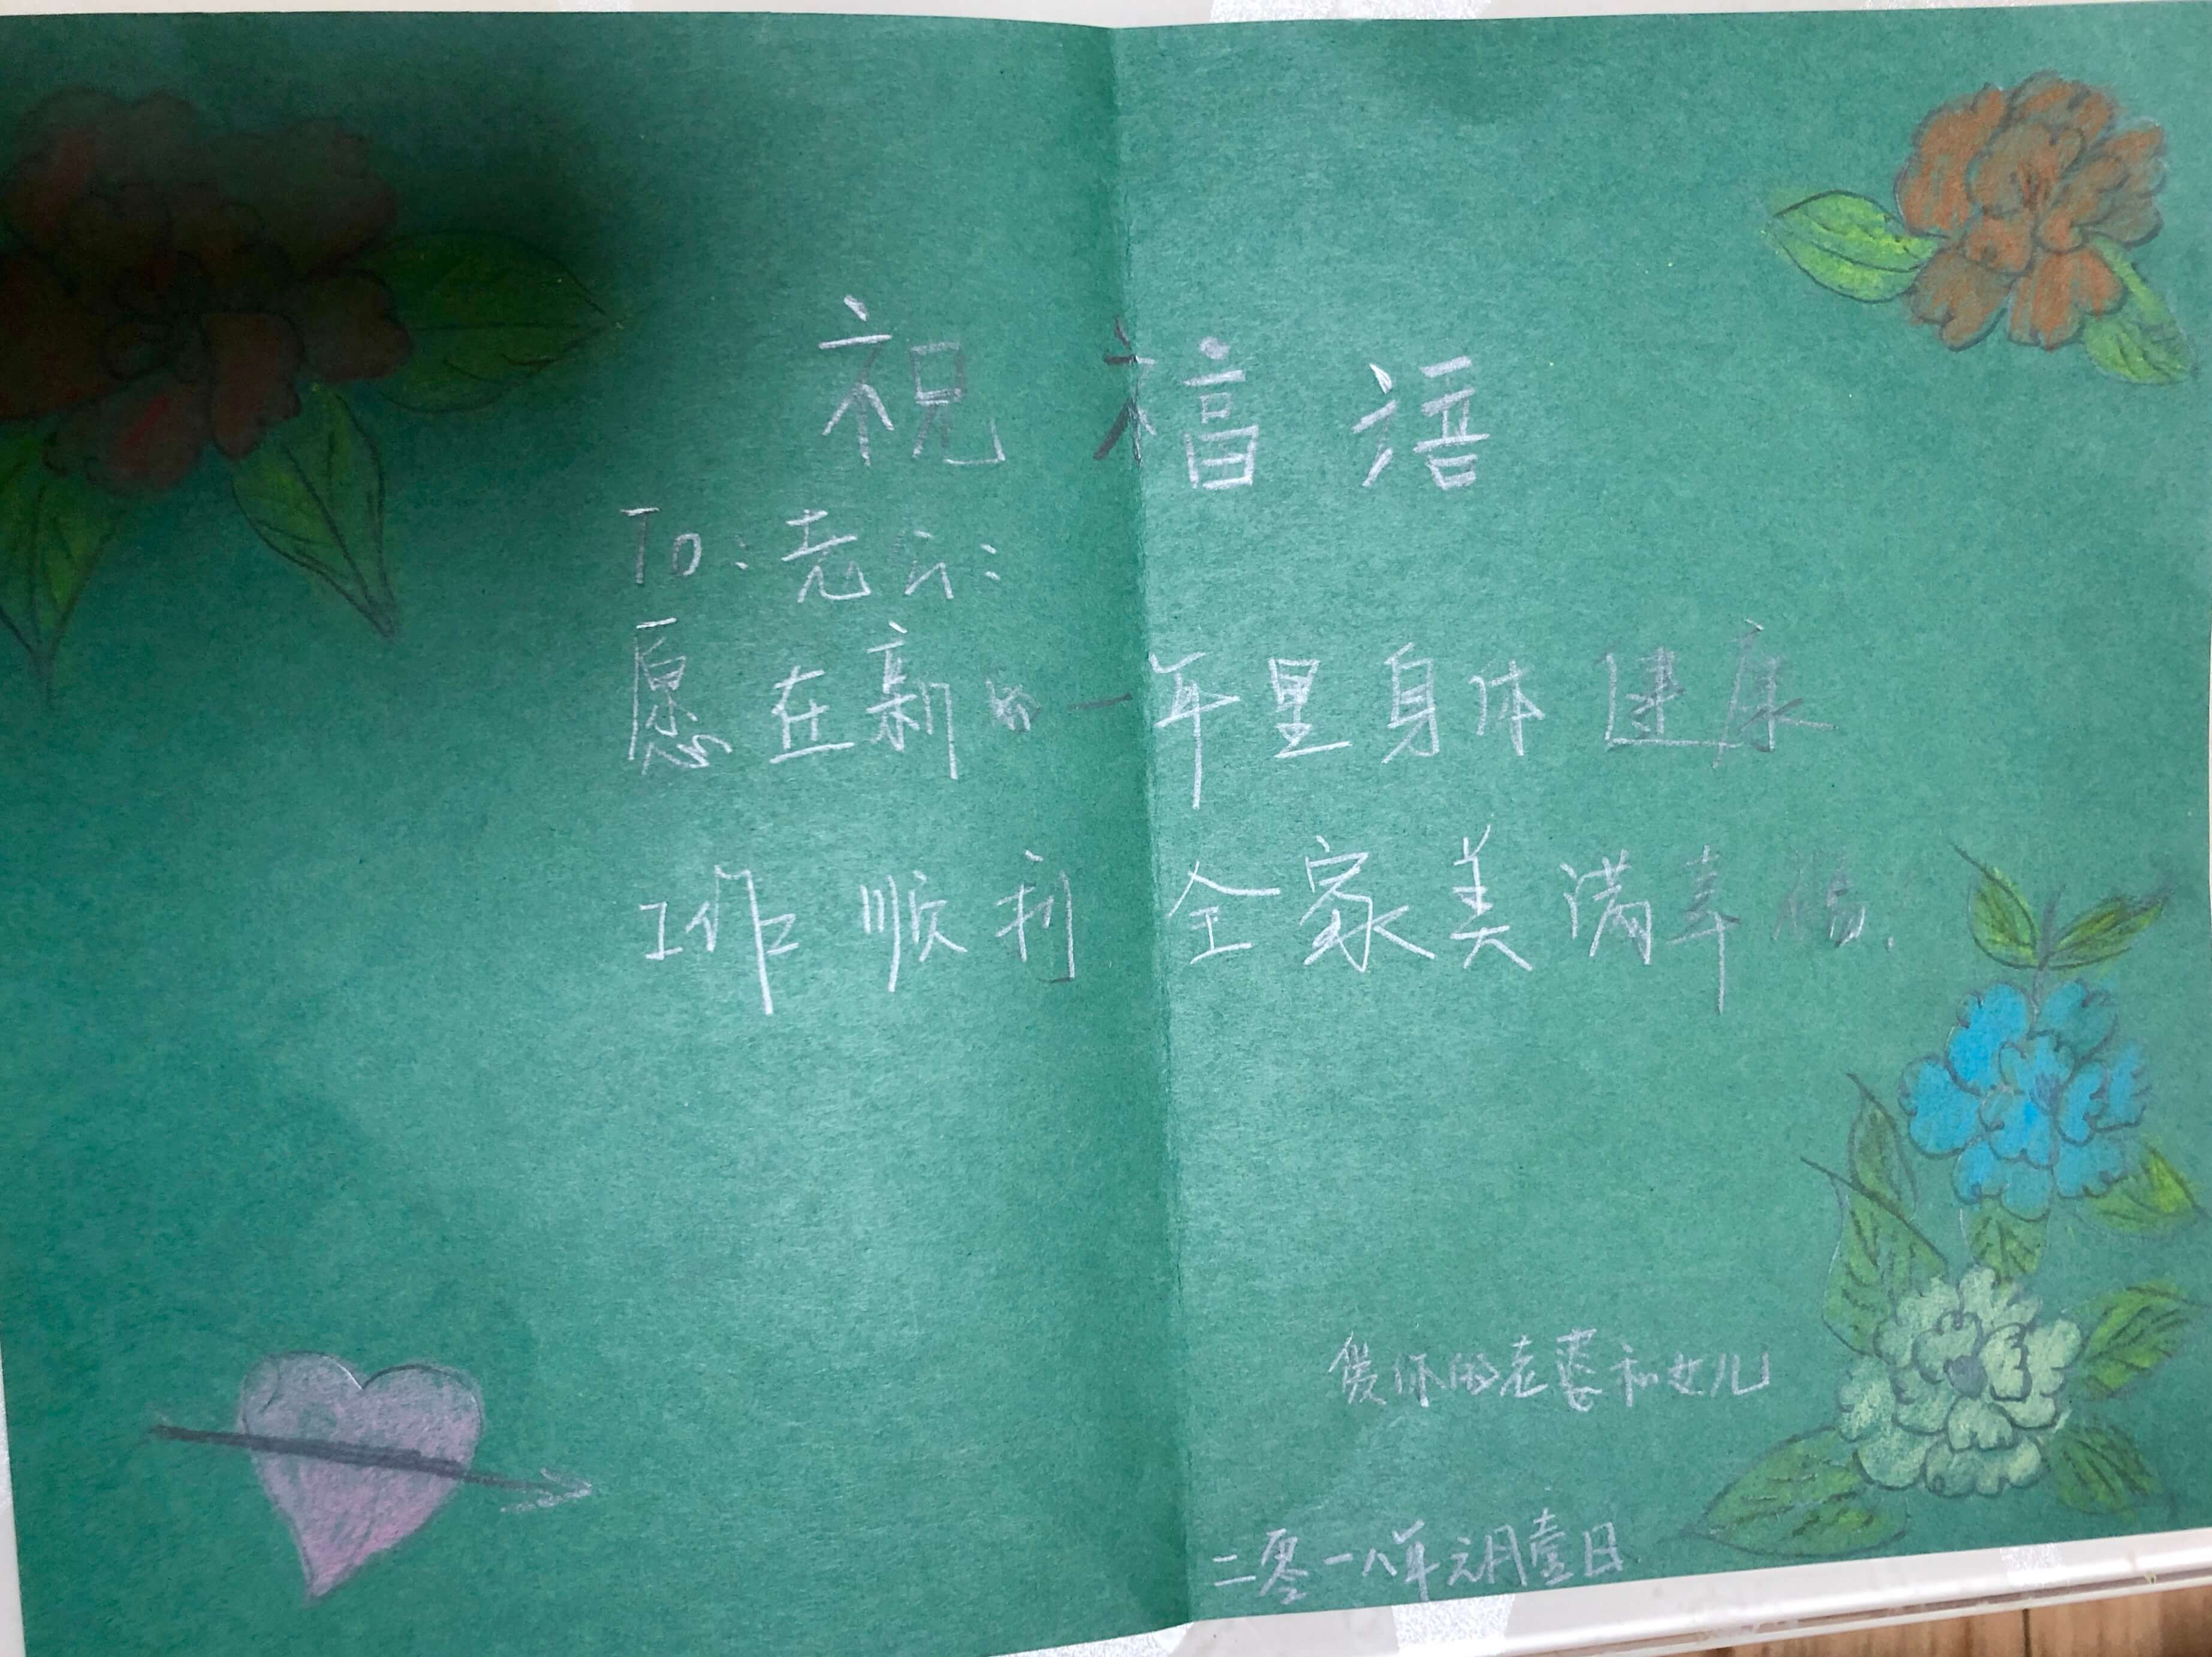 祝福语
To:老公:
愿在新的一年里身体健康
工作顺利 全家美满幸福.
爱你的老婆和女儿
二零一八年元月壹日